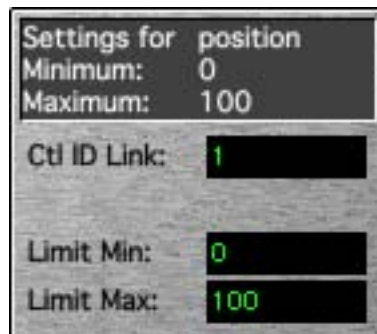 Settings for position
Minimum: 0
Maximum: 100
Ctl ID Link: 1
Limit Min: 0
Limit Max: 100